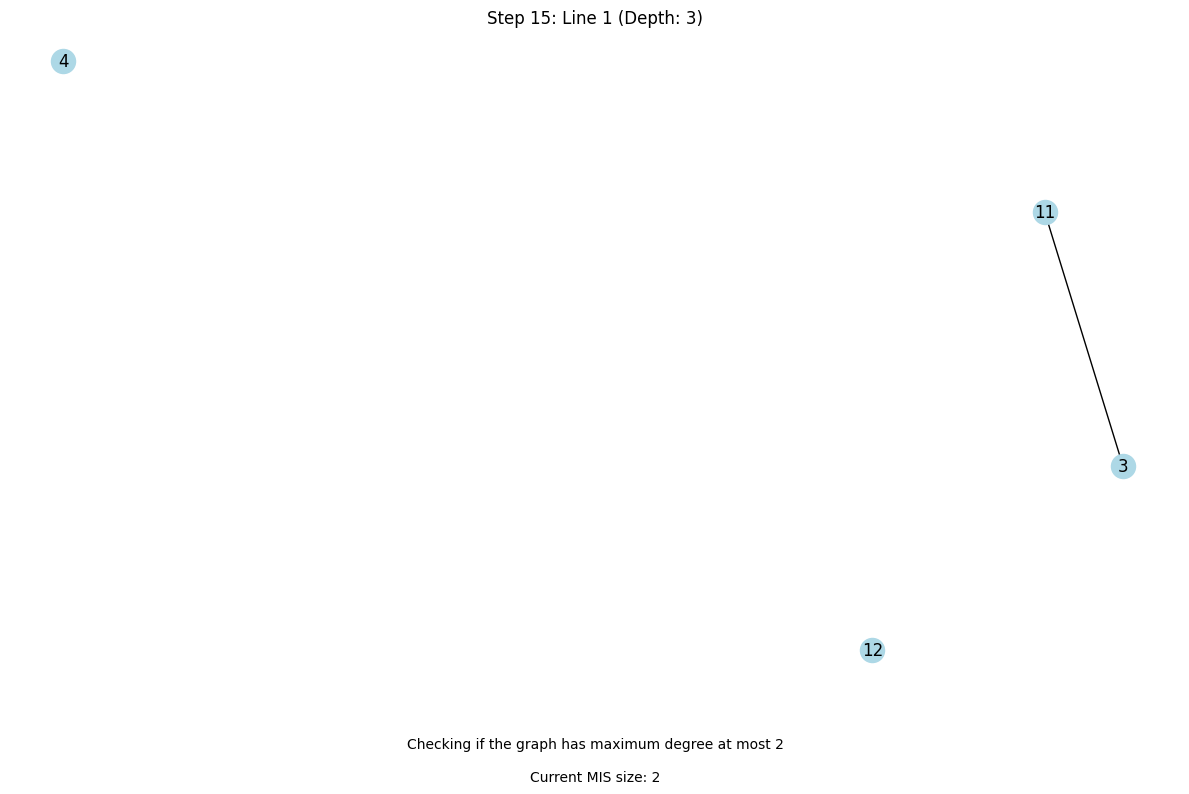 Step 15: Line 1 (Depth: 3)
4
11
3
12
Checking if the graph has maximum degree at most 2
Current MIS size: 2